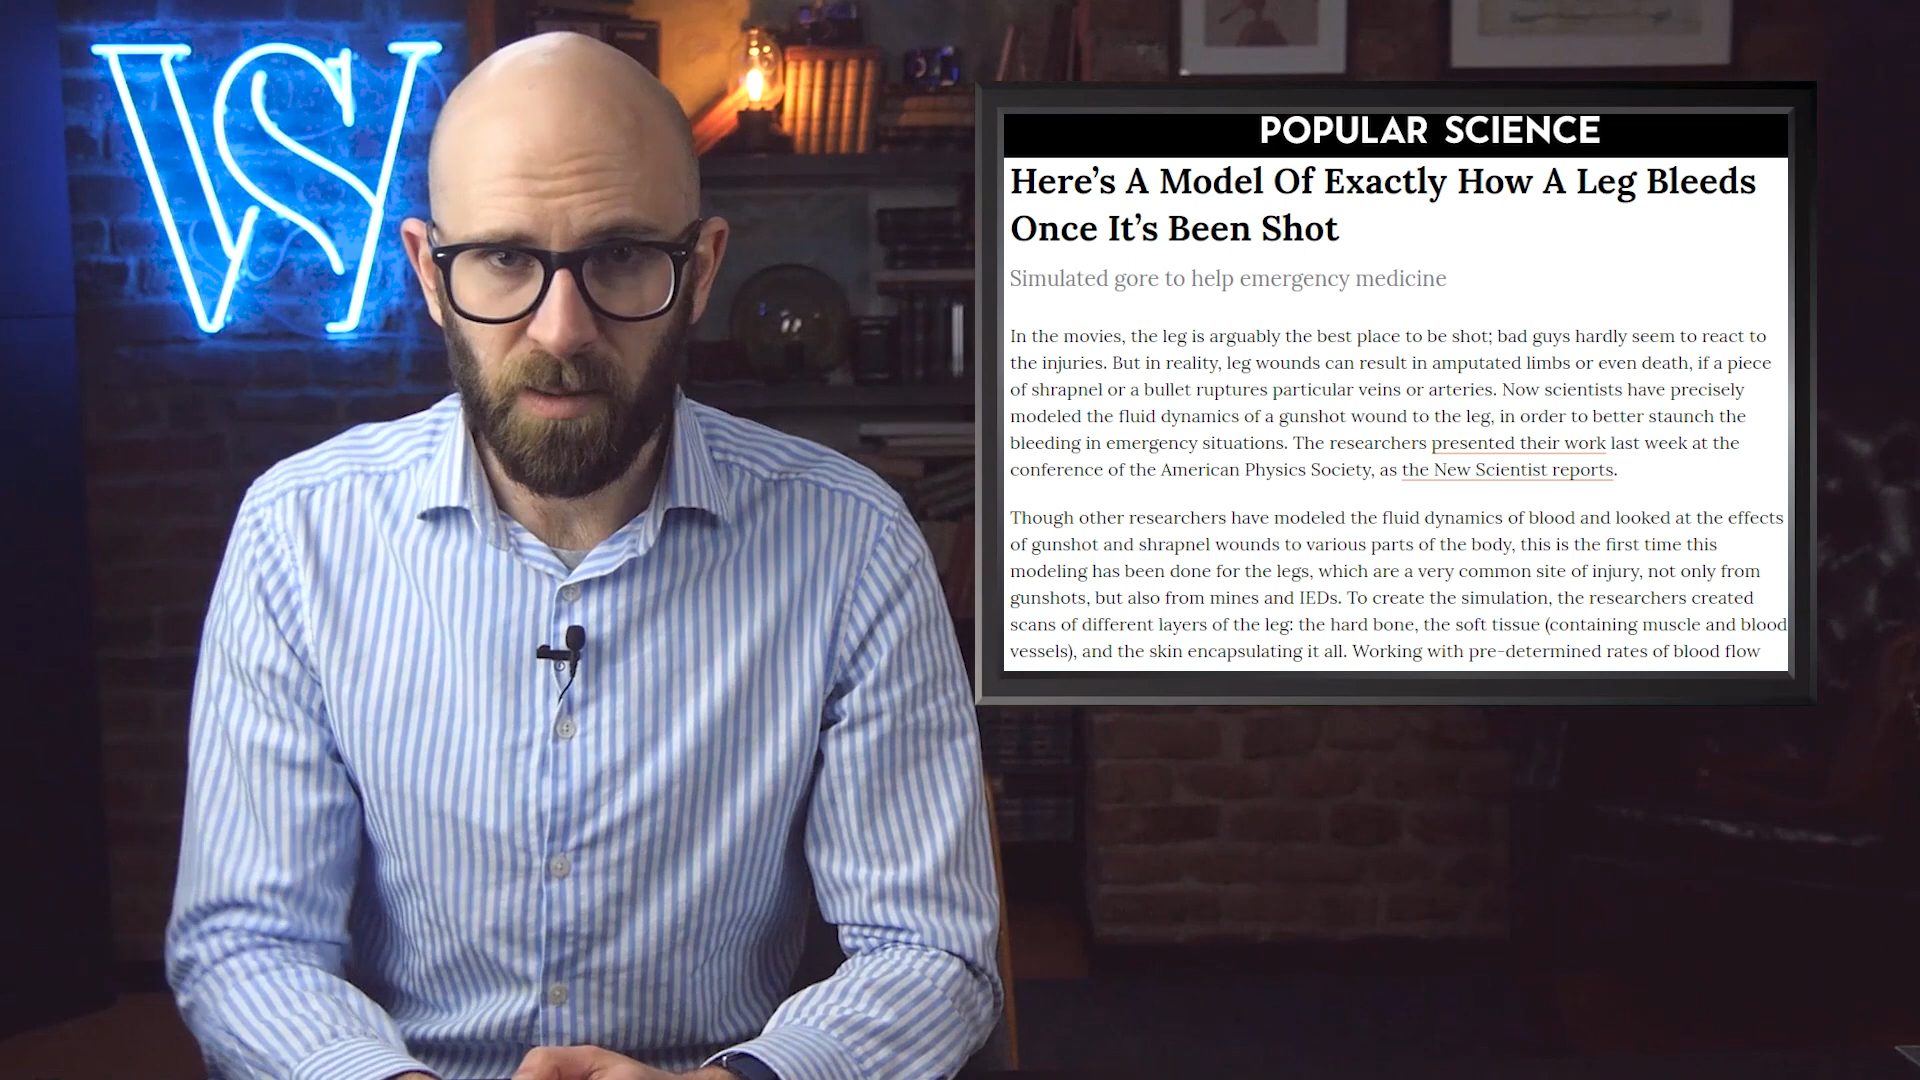 SW
POPULAR SCIENCE
Here’s A Model Of Exactly How A Leg Bleeds
Once It’s Been Shot
Simulated gore to help emergency medicine
In the movies, the leg is arguably the best place to be shot; bad guys hardly seem to react to
the injuries. But in reality, leg wounds can result in amputated limbs or even death, if a piece
of shrapnel or a bullet ruptures particular veins or arteries. Now scientists have precisely
modeled the fluid dynamics of a gunshot wound to the leg, in order to better staunch the
bleeding in emergency situations. The researchers presented their work last week at the
conference of the American Physics Society, as the New Scientist reports.
Though other researchers have modeled the fluid dynamics of blood and looked at the effects
of gunshot and shrapnel wounds to various parts of the body, this is the first time this
modeling has been done for the legs, which are a very common site of injury, not only from
gunshots, but also from mines and IEDs. To create the simulation, the researchers created
scans of different layers of the leg: the hard bone, the soft tissue (containing muscle and blood
vessels), and the skin encapsulating it all. Working with pre-determined rates of blood flow